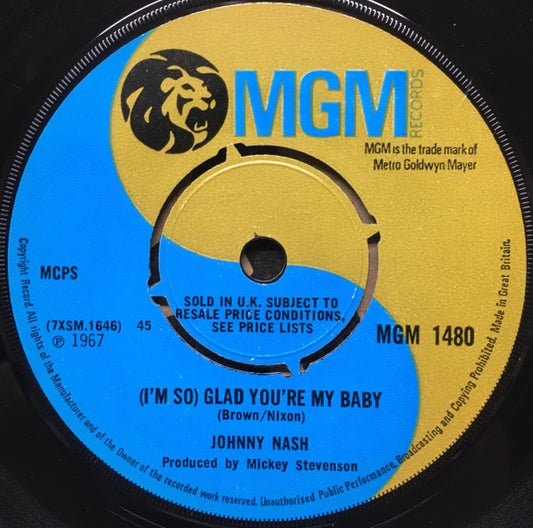 MGM
RECORDS
MGM is the trade mark of
Metro Goldwyn-Mayer
MCPS
(7XSM.1646) 45
℗ 1967
SOLD IN U.K. SUBJECT TO
RESALE PRICE CONDITIONS,
SEE PRICE LISTS
MGM 1480
(I'M SO) GLAD YOU'RE MY BABY
(Brown/Nixon)
JOHNNY NASH
Produced by Mickey Stevenson
Copyright Record. All rights of the Manufacturer and of the Owner of the recorded work reserved. Unauthorised Public Performance, Broadcasting and Copying Prohibited. Made in Great Britain.